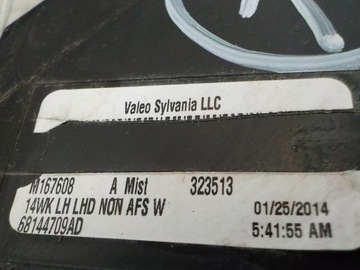 Valeo Sylvania LLC
M167608 A Mist 323513
14WK LH LHD NON AFS W 01/25/2014
68144709AD 5:41:55 AM